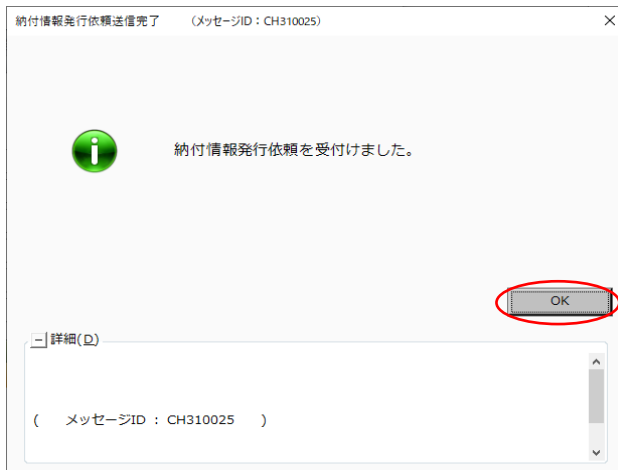 納付情報発行依頼送信完了　　（メッセージID：CH310025）
納付情報発行依頼を受付けました。
OK
詳細(D)
(　メッセージID ： CH310025　)